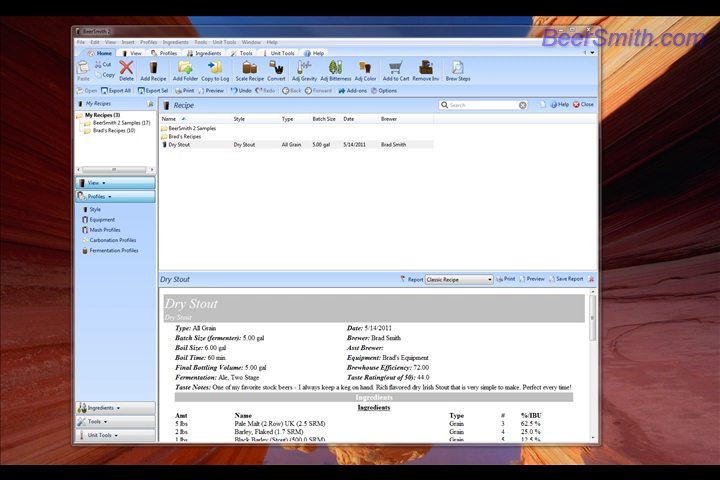 BeerSmith 2
BeerSmith.com
File Edit View Insert Profiles Ingredients Tools Unit Tools Window Help
Home View Profiles Ingredients Tools Unit Tools Help
Paste Cut Copy Delete Add Recipe Add Folder Copy to Log Scale Recipe Convert Adj Gravity Adj Bitterness Adj Color Add to Cart Remove Inv Brew Steps
Open Export All Export Sel Print Preview Undo Redo Back Forward Add-ons Options
My Recipes
My Recipes (3)
BeerSmith 2 Samples (17)
Brad's Recipes (10)
View
Profiles
Style
Equipment
Mash Profiles
Carbonation Profiles
Fermentation Profiles
Ingredients
Tools
Unit Tools
Recipe Search Help Close
Name Style Type Batch Size Date Brewer
BeerSmith 2 Samples
Brad's Recipes
Dry Stout Dry Stout All Grain 5.00 gal 5/14/2011 Brad Smith
Dry Stout Report Classic Recipe Print Preview Save Report
Dry Stout
Dry Stout
Type: All Grain Date: 5/14/2011
Batch Size (fermenter): 5.00 gal Brewer: Brad Smith
Boil Size: 6.00 gal Asst Brewer:
Boil Time: 60 min Equipment: Brad's Equipment
Final Bottling Volume: 5.00 gal Brewhouse Efficiency: 72.00
Fermentation: Ale, Two Stage Taste Rating(out of 50): 44.0
Taste Notes: One of my favorite stock beers - I always keep a keg on hand. Rich flavored dry Irish Stout that is very simple to make. Perfect every time!
Ingredients
Ingredients
Amt Name Type # %/IBU
5 lbs Pale Malt (2 Row) UK (2.5 SRM) Grain 3 62.5 %
2 lbs Barley, Flaked (1.7 SRM) Grain 4 25.0 %
1 lbs Black Barley (Stout) (500.0 SRM) Grain 5 12.5 %